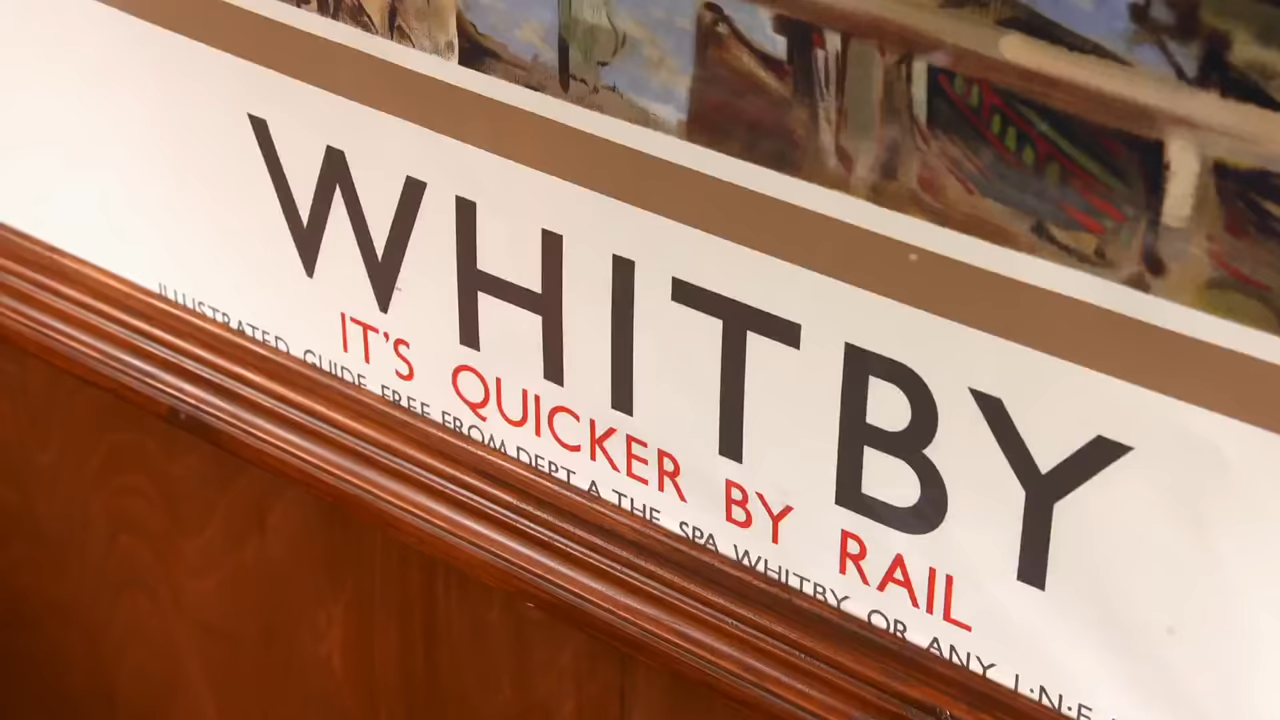 WHITBY
IT'S QUICKER BY RAIL
ILLUSTRATED GUIDE FREE FROM DEPT A THE SPA WHITBY OR ANY L·N·E